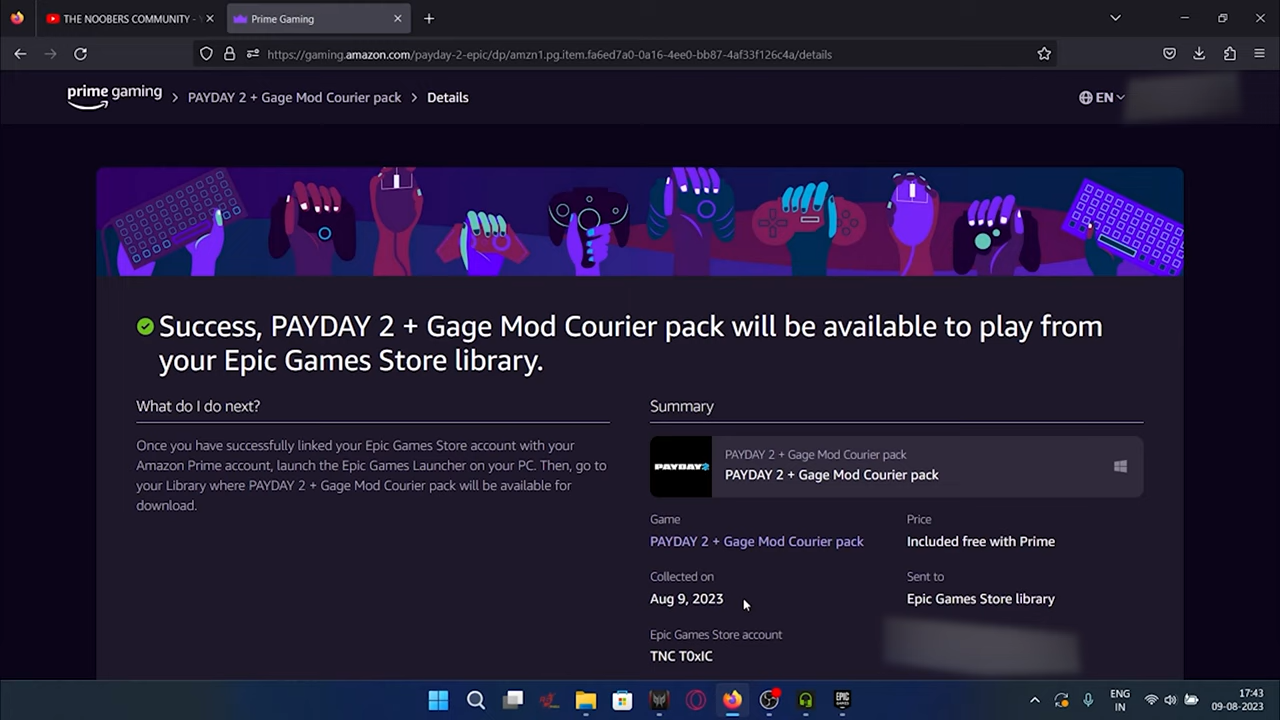 THE NOOBERS COMMUNITY - Y
Prime Gaming
https://gaming.amazon.com/payday-2-epic/dp/amzn1.pg.item.fa6ed7a0-0a16-4ee0-bb87-4af33f126c4a/details
prime gaming > PAYDAY 2 + Gage Mod Courier pack > Details
EN
Success, PAYDAY 2 + Gage Mod Courier pack will be available to play from
your Epic Games Store library.
What do I do next?
Once you have successfully linked your Epic Games Store account with your
Amazon Prime account, launch the Epic Games Launcher on your PC. Then, go to
your Library where PAYDAY 2 + Gage Mod Courier pack will be available for
download.
Summary
PAYDAY2
PAYDAY 2 + Gage Mod Courier pack
PAYDAY 2 + Gage Mod Courier pack
Game
PAYDAY 2 + Gage Mod Courier pack
Price
Included free with Prime
Collected on
Aug 9, 2023
Sent to
Epic Games Store library
Epic Games Store account
TNC T0xIC
EPIC
GAMES
ENG
IN
17:43
09-08-2023